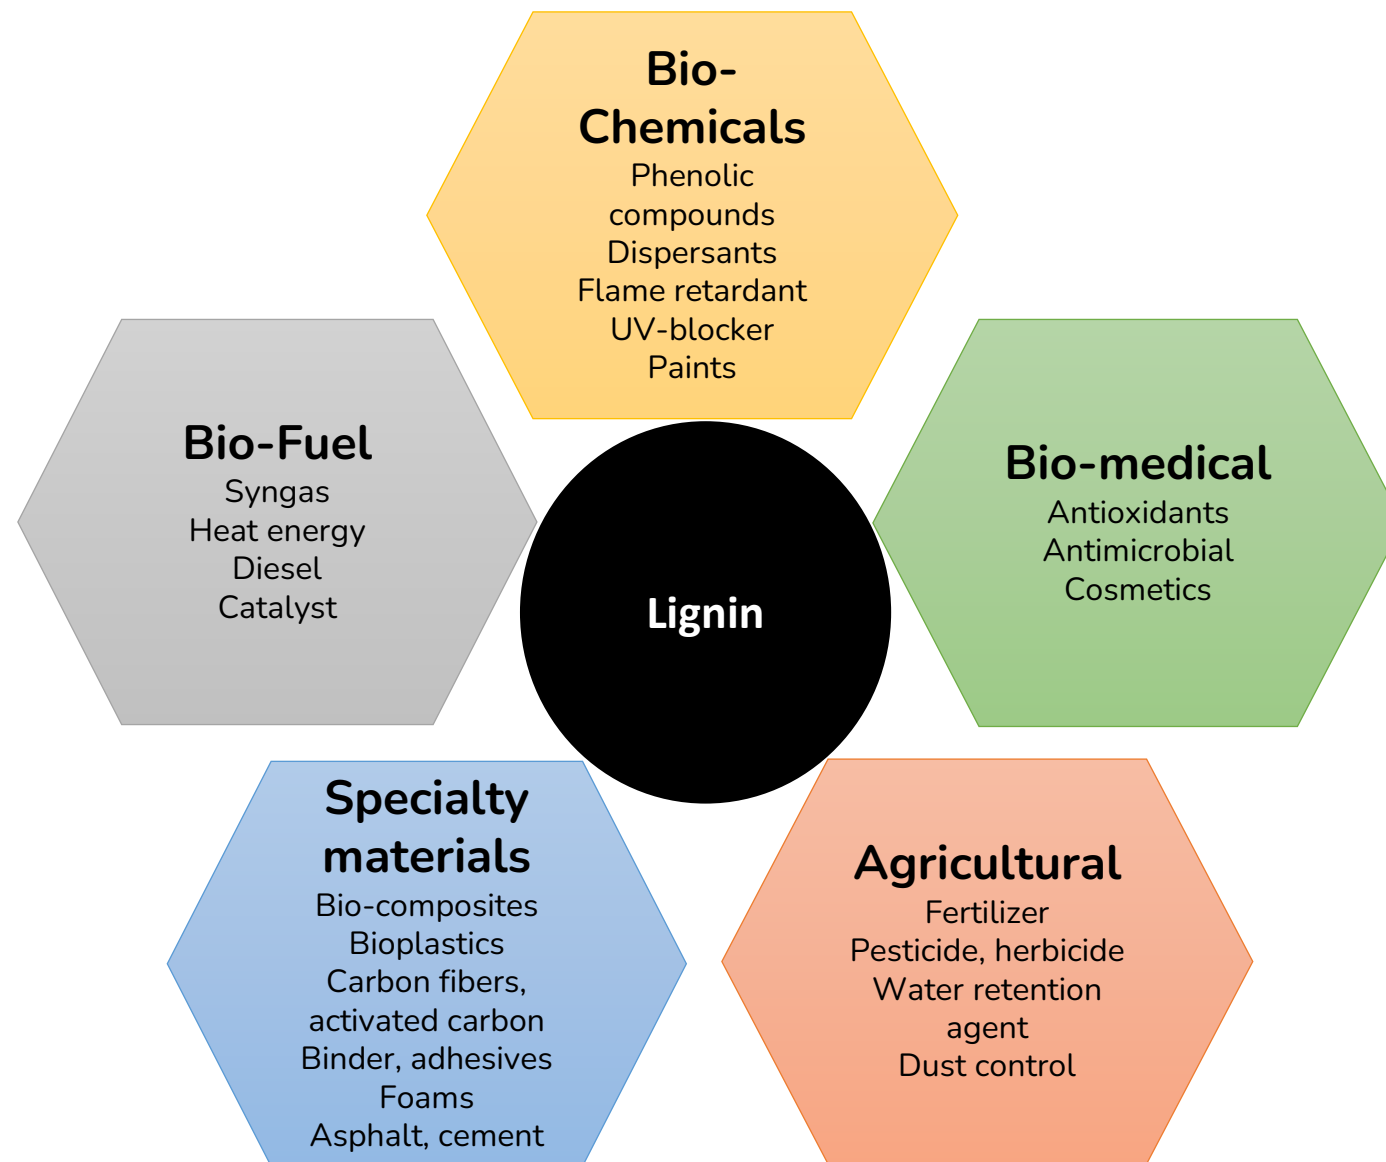 Bio-
Chemicals
Phenolic
compounds
Dispersants
Flame retardant
UV-blocker
Paints
Bio-Fuel
Syngas
Heat energy
Diesel
Catalyst
Lignin
Bio-medical
Antioxidants
Antimicrobial
Cosmetics
Specialty
materials
Bio-composites
Bioplastics
Carbon fibers,
activated carbon
Binder, adhesives
Foams
Asphalt, cement
Agricultural
Fertilizer
Pesticide, herbicide
Water retention
agent
Dust control